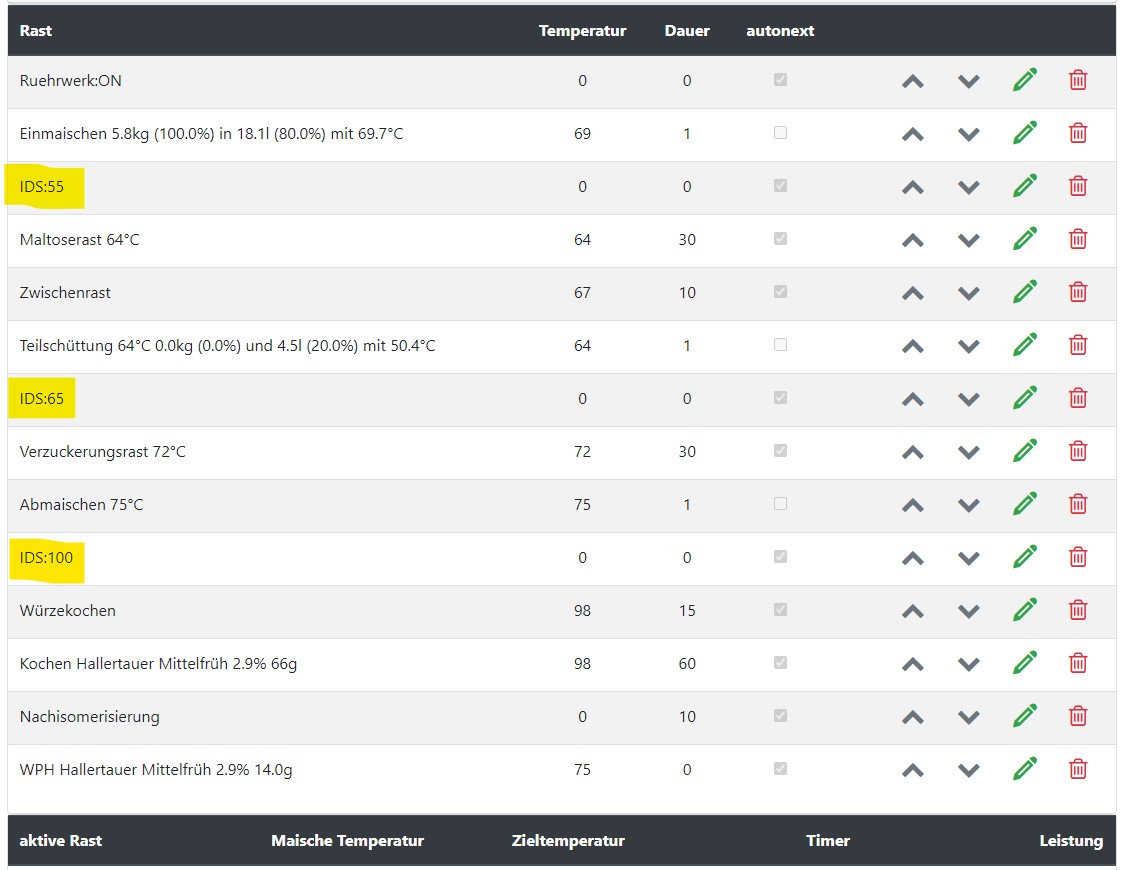 Rast Temperatur Dauer autonext
Ruehrwerk:ON 0 0
Einmaischen 5.8kg (100.0%) in 18.1l (80.0%) mit 69.7°C 69 1
IDS:55 0 0
Maltoserast 64°C 64 30
Zwischenrast 67 10
Teilschüttung 64°C 0.0kg (0.0%) und 4.5l (20.0%) mit 50.4°C 64 1
IDS:65 0 0
Verzuckerungsrast 72°C 72 30
Abmaischen 75°C 75 1
IDS:100 0 0
Würzekochen 98 15
Kochen Hallertauer Mittelfrüh 2.9% 66g 98 60
Nachisomerisierung 0 10
WPH Hallertauer Mittelfrüh 2.9% 14.0g 75 0
aktive Rast Maische Temperatur Zieltemperatur Timer Leistung